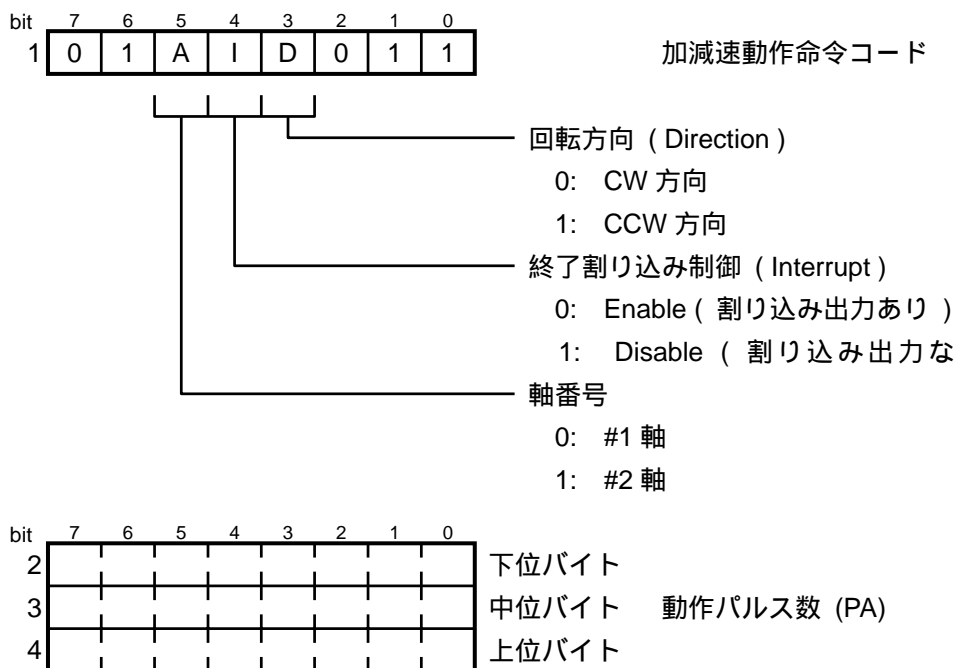 bit 7 6 5 4 3 2 1 0
1 0 1 A I D 0 1 1 加減速動作命令コード
回転方向 ( Direction )
0: CW 方向
1: CCW 方向
終了割り込み制御 ( Interrupt )
0: Enable ( 割り込み出力あり )
1: Disable ( 割り込み出力な
軸番号
0: #1 軸
1: #2 軸
bit 7 6 5 4 3 2 1 0
2 下位バイト
3 中位バイト 動作パルス数 (PA)
4 上位バイト